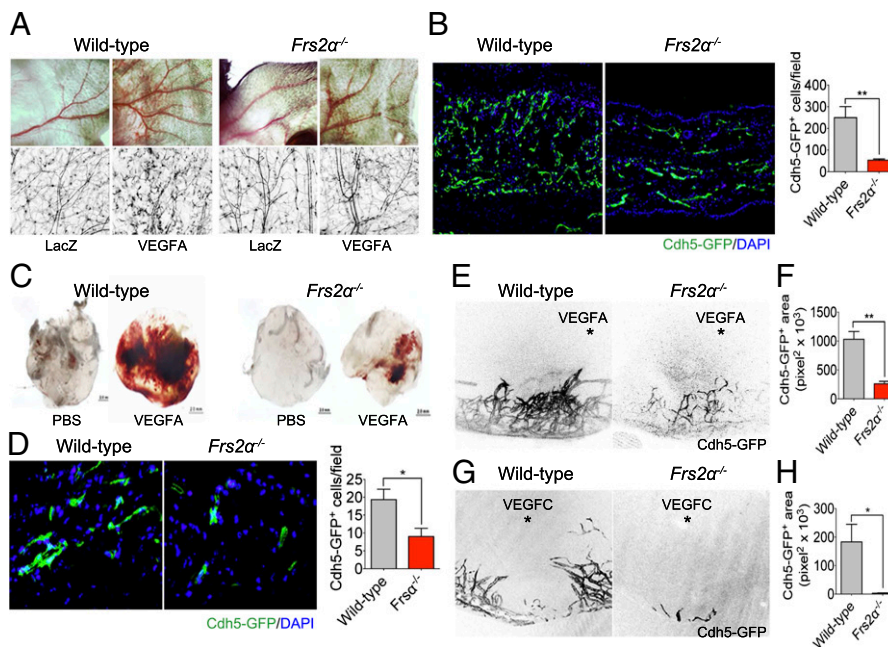 A
Wild-type
Frs2α-/-
LacZ
VEGFA
LacZ
VEGFA
B
Wild-type
Frs2α-/-
Cdh5-GFP/DAPI
Cdh5-GFP+ cells/field
400
300
200
100
0
**
Wild-type
Frs2α-/-
C
Wild-type
Frs2α-/-
PBS
VEGFA
PBS
VEGFA
D
Wild-type
Frs2α-/-
Cdh5-GFP/DAPI
Cdh5-GFP+ cells/field
25
20
15
10
5
0
*
Wild-type
Frsα-/-
E
Wild-type
Frs2α-/-
VEGFA
*
VEGFA
*
Cdh5-GFP
F
Cdh5-GFP+ area
(pixel2 x 103)
1500
1000
500
0
**
Wild-type
Frs2α-/-
G
Wild-type
Frs2α-/-
VEGFC
*
VEGFC
*
Cdh5-GFP
H
Cdh5-GFP+ area
(pixel2 x 103)
300
200
100
0
*
Wild-type
Frs2α-/-